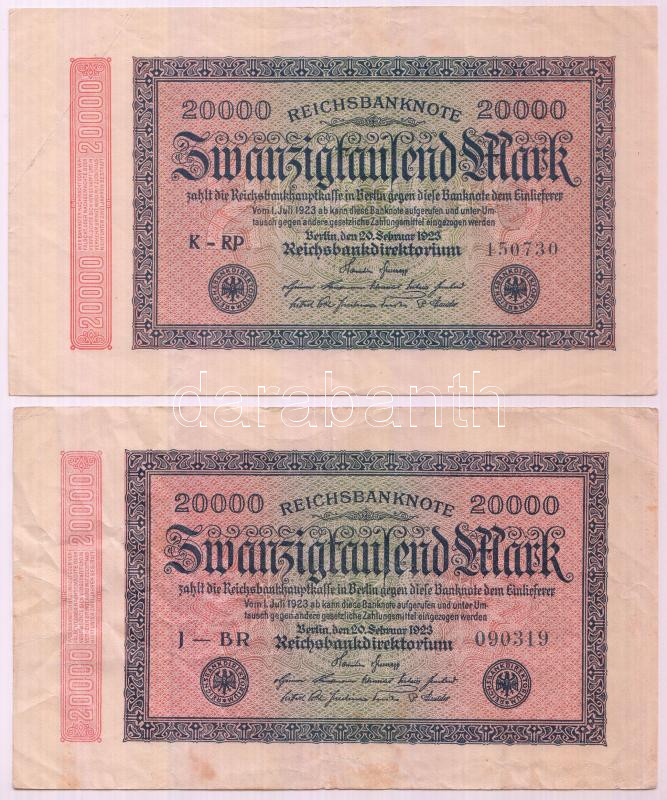 20000 REICHSBANKNOTE 20000
Zwanzigtausend Mark
zahlt die Reichsbankhauptkasse in Berlin gegen diese Banknote dem Einlieferer
Vom 1. Juli 1923 ab kann diese Banknote aufgerufen und unter Um-
tausch gegen andere gesetzliche Zahlungsmittel eingezogen werden
Berlin, den 20. Februar 1923
K - RP Reichsbankdirektorium 150730
20000 20000
darabanth
20000 REICHSBANKNOTE 20000
Zwanzigtausend Mark
zahlt die Reichsbankhauptkasse in Berlin gegen diese Banknote dem Einlieferer
Vom 1. Juli 1923 ab kann diese Banknote aufgerufen und unter Um-
tausch gegen andere gesetzliche Zahlungsmittel eingezogen werden
Berlin, den 20. Februar 1923
J — BR Reichsbankdirektorium 090319
20000 20000